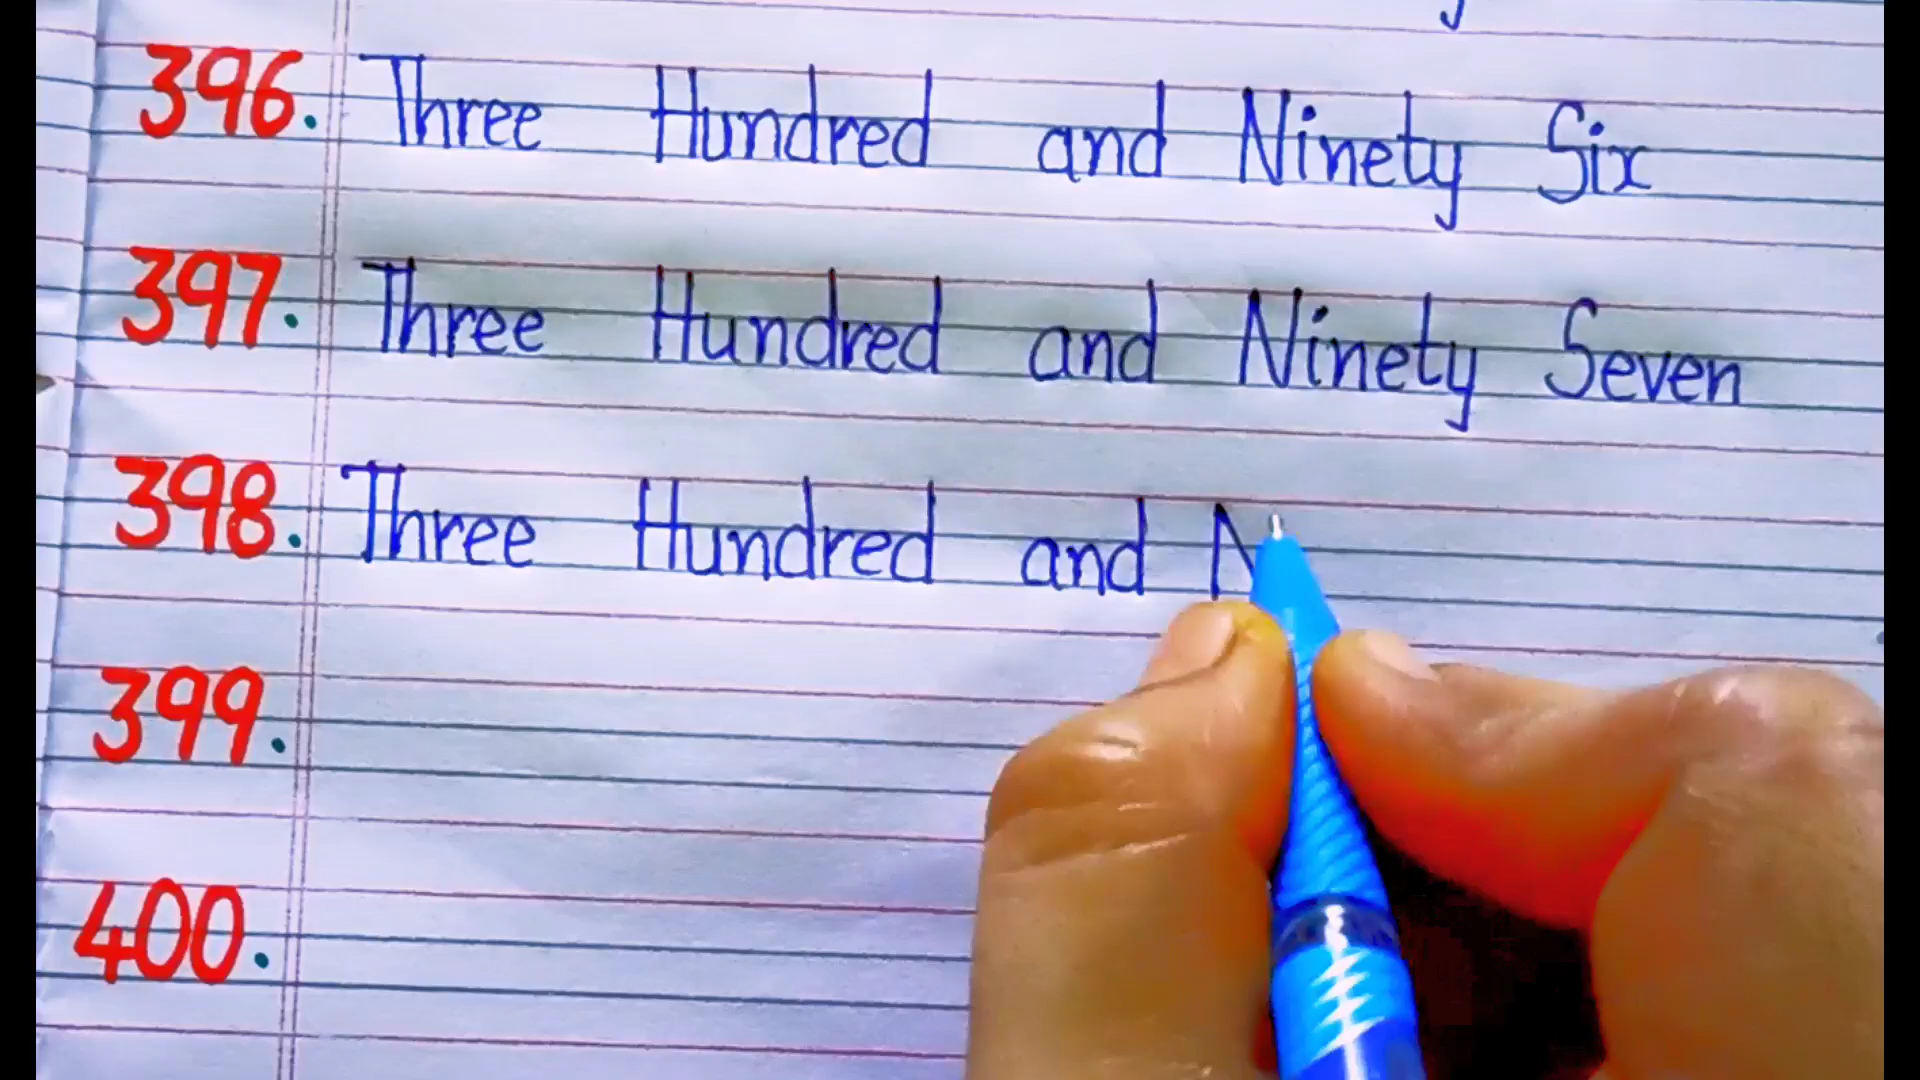 396. Three Hundred and Ninety Six
397. Three Hundred and Ninety Seven
398. Three Hundred and N
399.
400.